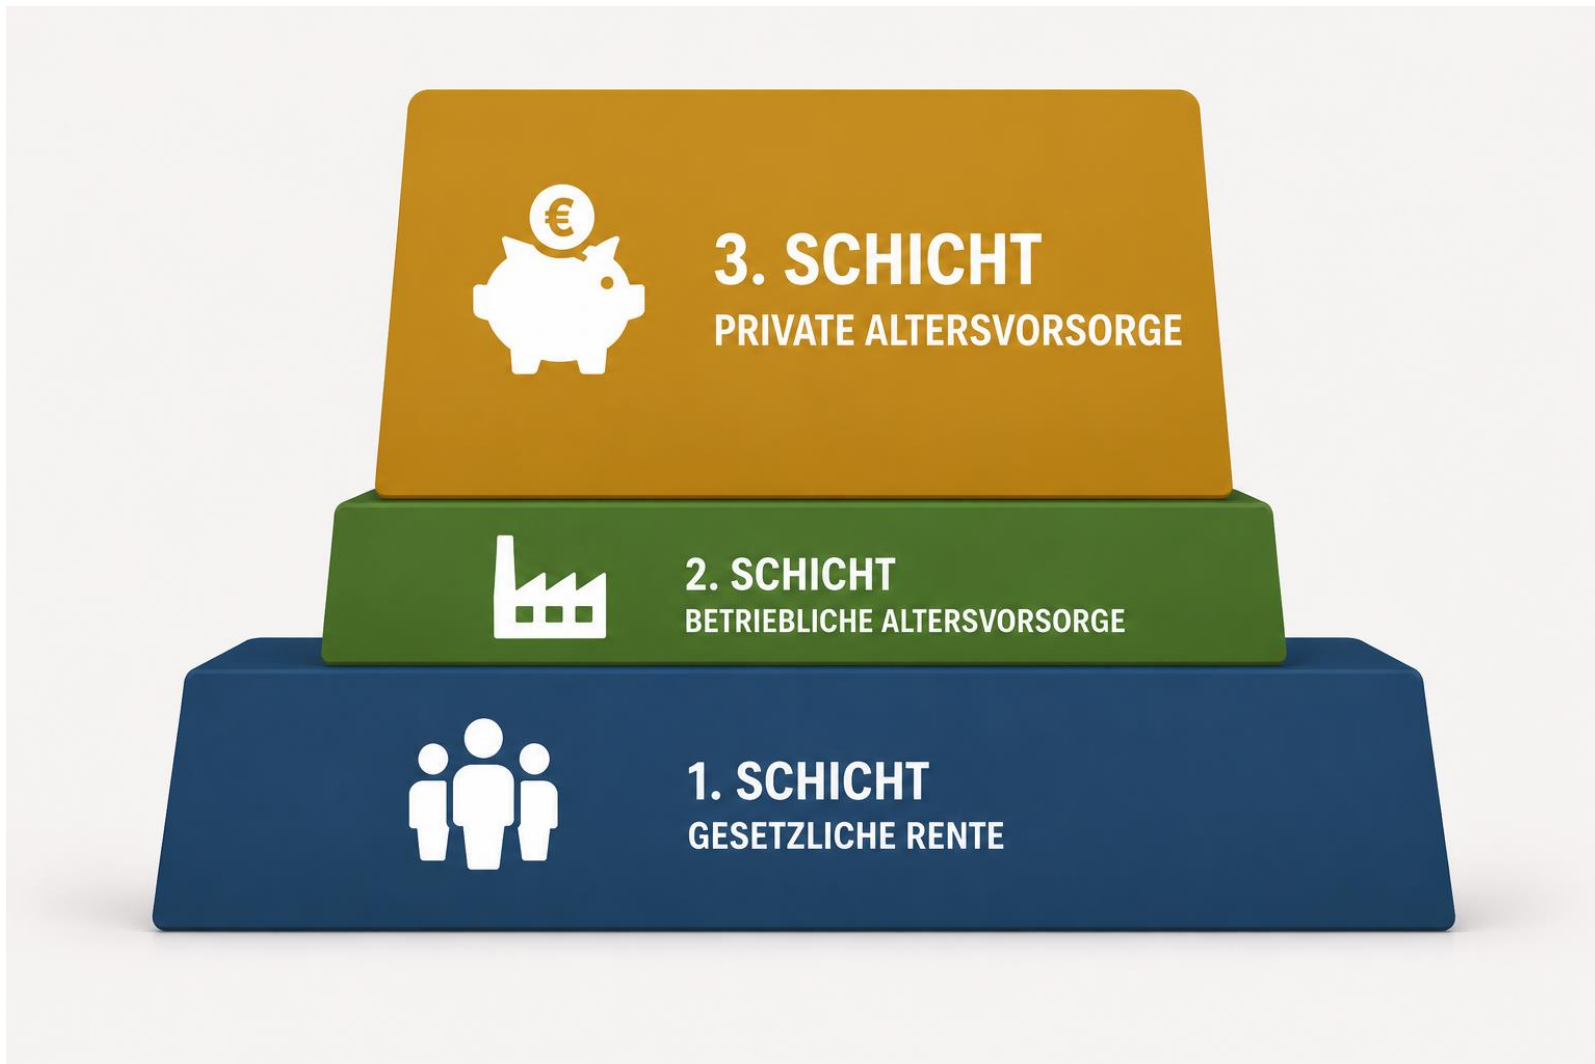 €
3. SCHICHT
PRIVATE ALTERSVORSORGE
2. SCHICHT
BETRIEBLICHE ALTERSVORSORGE
1. SCHICHT
GESETZLICHE RENTE